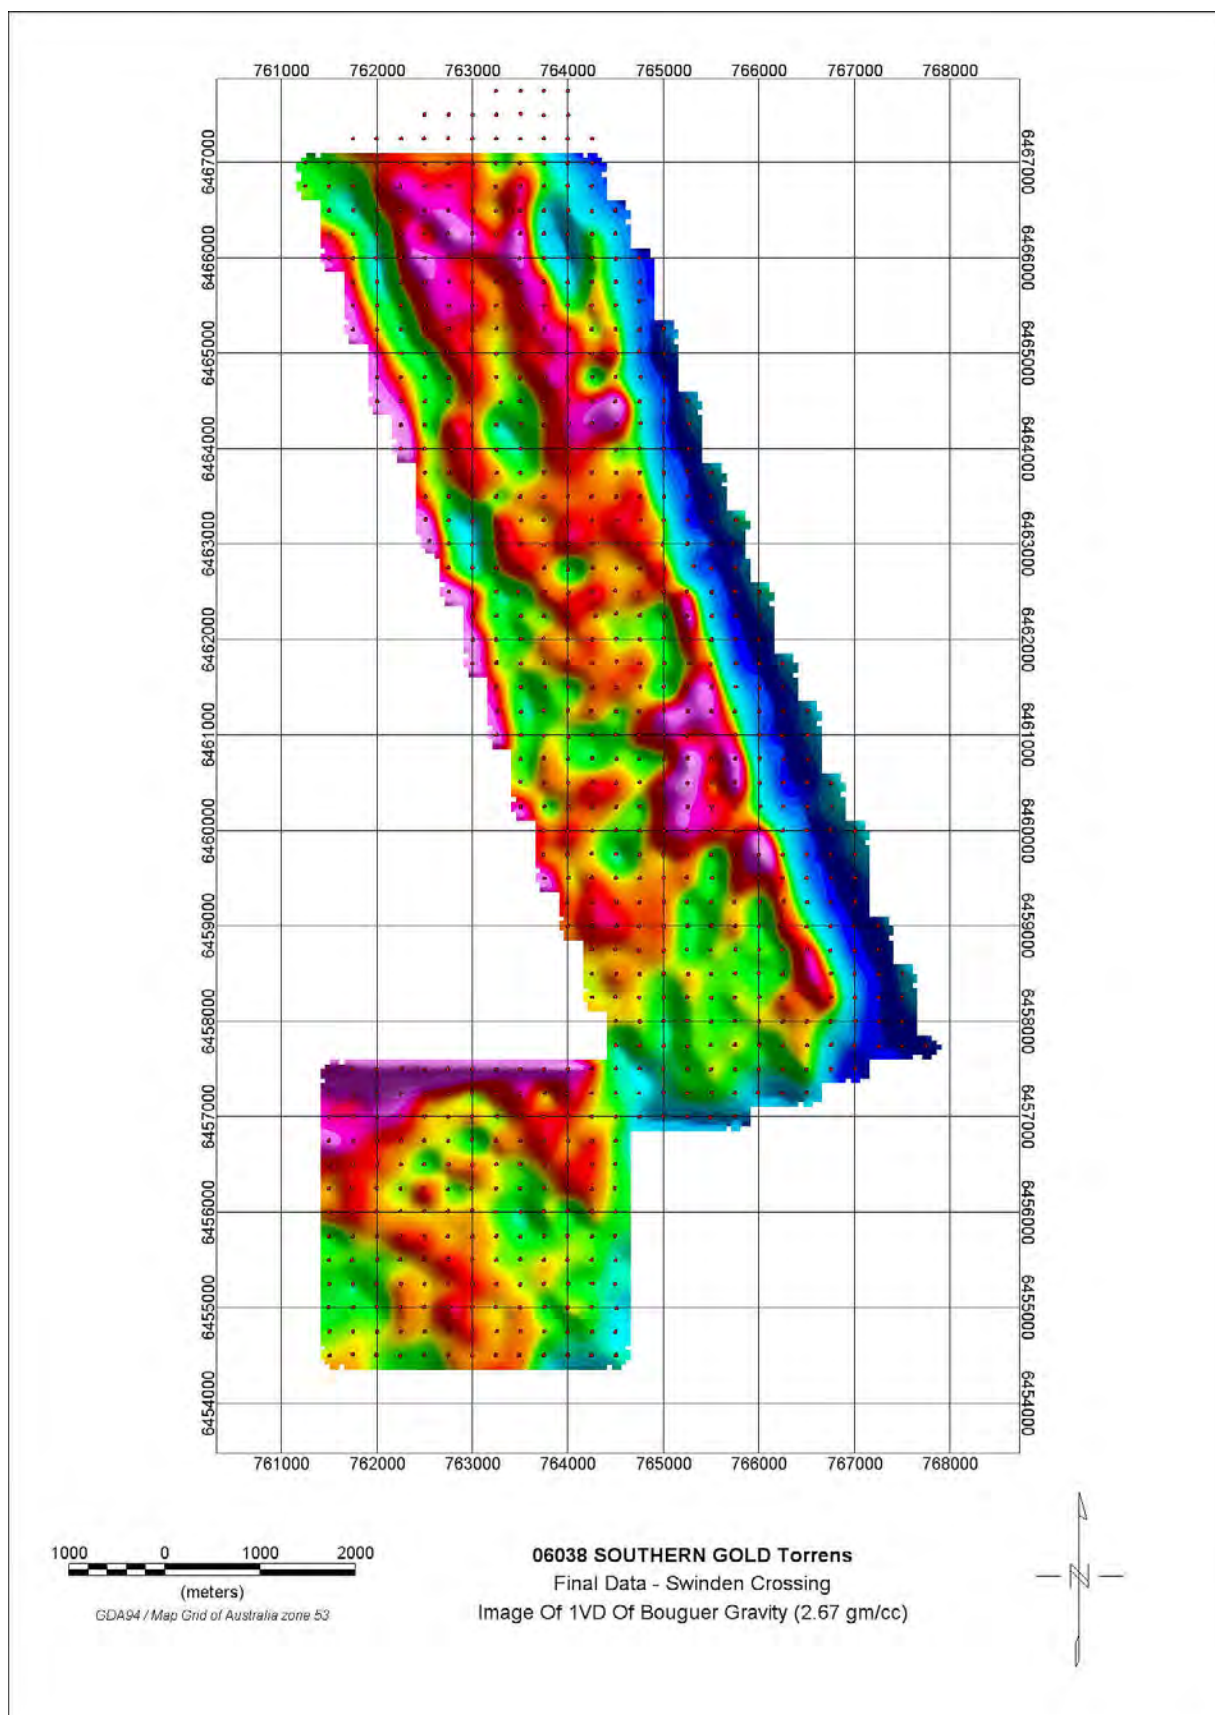 761000 762000 763000 764000 765000 766000 767000 768000
6467000 6467000
6466000 6466000
6465000 6465000
6464000 6464000
6463000 6463000
6462000 6462000
6461000 6461000
6460000 6460000
6459000 6459000
6458000 6458000
6457000 6457000
6456000 6456000
6455000 6455000
6454000 6454000
761000 762000 763000 764000 765000 766000 767000 768000
1000 0 1000 2000
(meters)
GDA94 / Map Grid of Australia zone 53
06038 SOUTHERN GOLD Torrens
Final Data - Swinden Crossing
Image Of 1VD Of Bouguer Gravity (2.67 gm/cc)
N